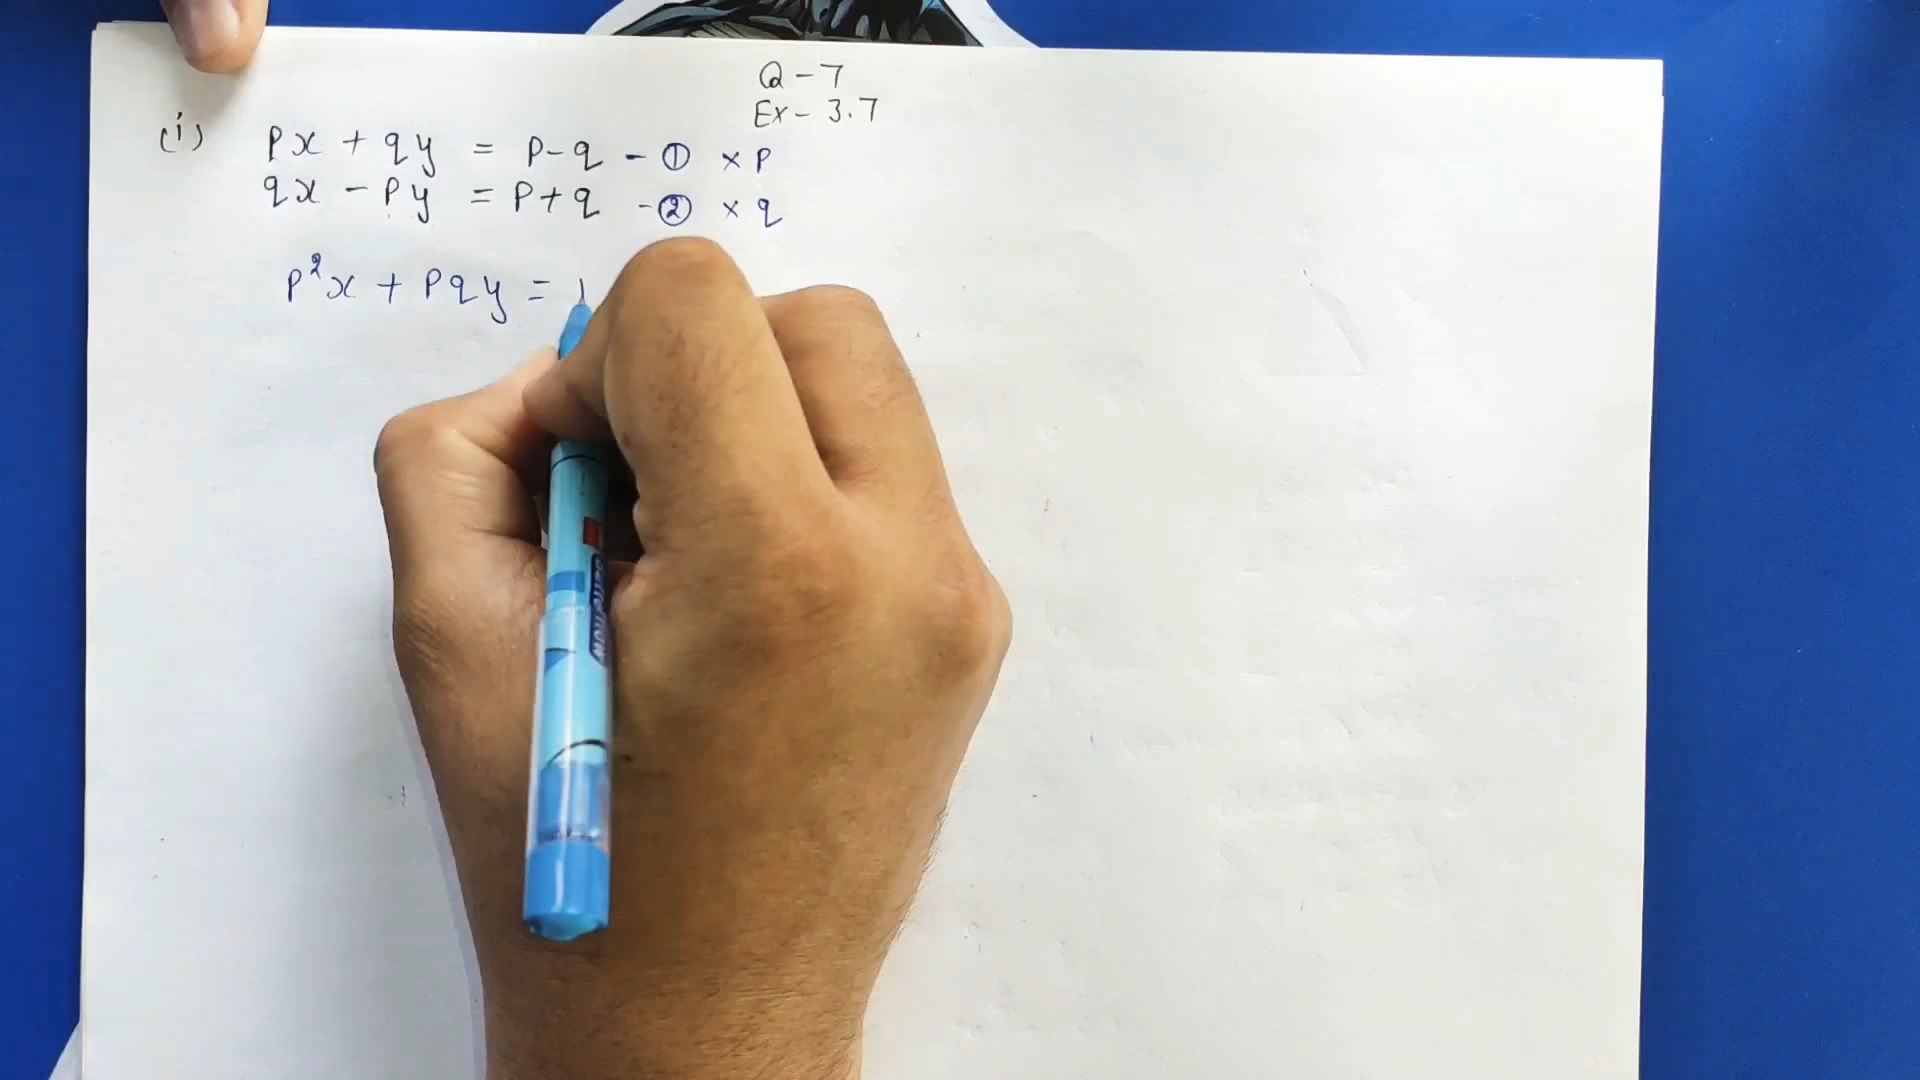 Q - 7
Ex - 3.7
(i) px + qy = p - q - ① × p
qx - py = p + q - ② × q
p²x + pqy =